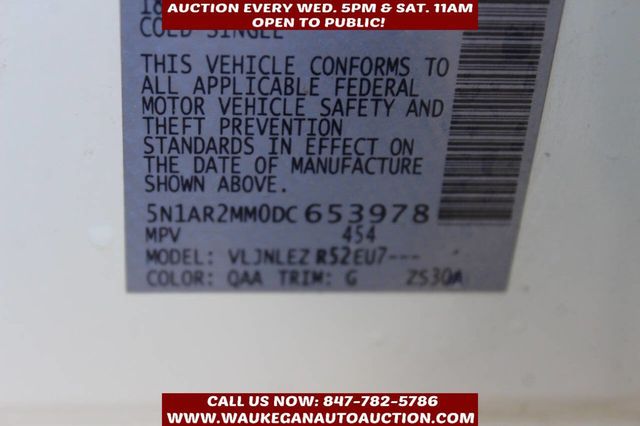 AUCTION EVERY WED. 5PM & SAT. 11AM
OPEN TO PUBLIC!
COLD SINGLE
THIS VEHICLE CONFORMS TO
ALL APPLICABLE FEDERAL
MOTOR VEHICLE SAFETY AND
THEFT PREVENTION
STANDARDS IN EFFECT ON
THE DATE OF MANUFACTURE
SHOWN ABOVE.
5N1AR2MM0DC653978
MPV 454
MODEL: VLJNLEZ R52EU7---
COLOR: QAA TRIM: G ZS30A
CALL US NOW: 847-782-5786
WWW.WAUKEGANAUTOAUCTION.COM